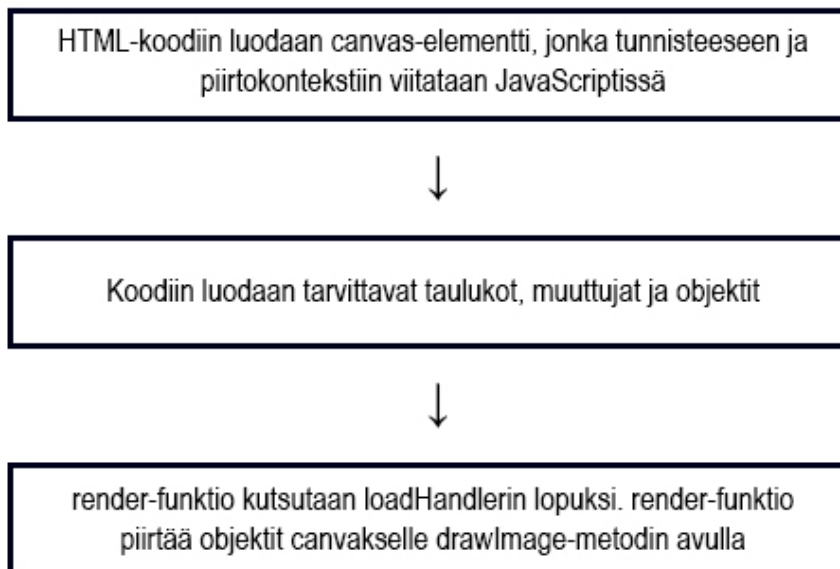 HTML-koodiin luodaan canvas-elementti, jonka tunnisteeseen ja
piirtokontekstiin viitataan JavaScriptissä
↓
Koodiin luodaan tarvittavat taulukot, muuttujat ja objektit
↓
render-funktio kutsutaan loadHandlerin lopuksi. render-funktio
piirtää objektit canvakselle drawImage-metodin avulla